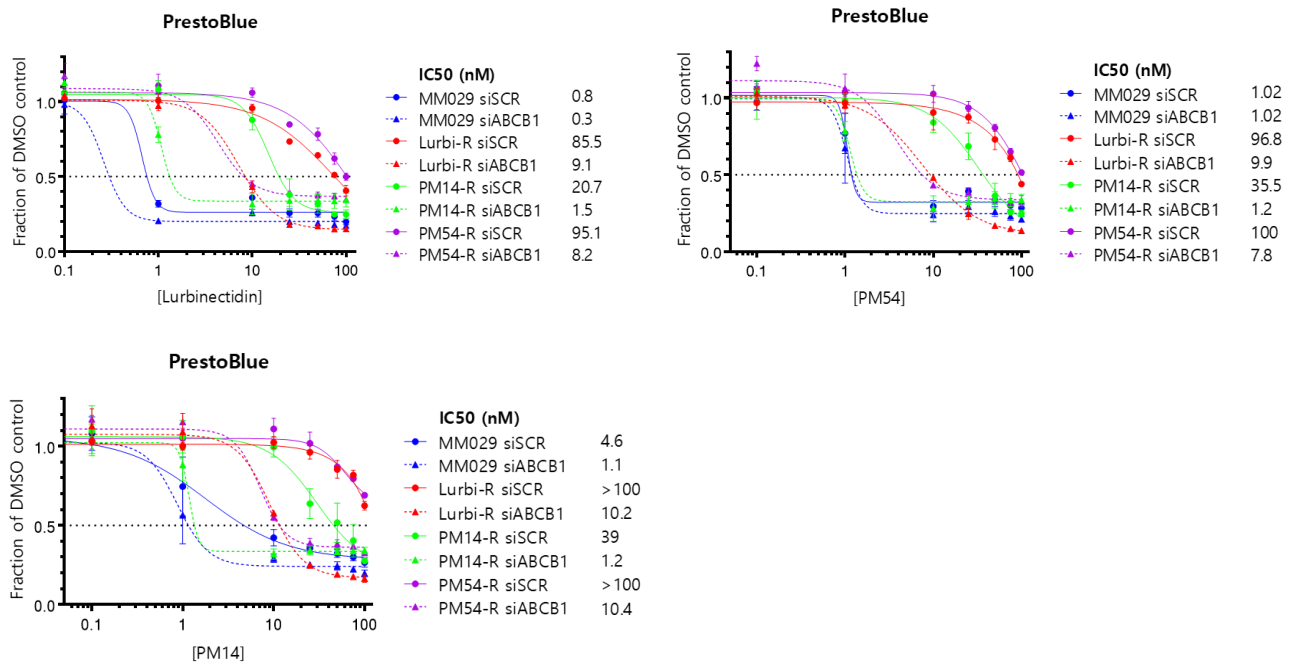 PrestoBlue
Fraction of DMSO control
1.0
0.5
0.0
0.1
1
10
100
[Lurbinectidin]
IC50 (nM)
MM029 siSCR 0.8
MM029 siABCB1 0.3
Lurbi-R siSCR 85.5
Lurbi-R siABCB1 9.1
PM14-R siSCR 20.7
PM14-R siABCB1 1.5
PM54-R siSCR 95.1
PM54-R siABCB1 8.2
PrestoBlue
Fraction of DMSO control
1.0
0.5
0.0
0.1
1
10
100
[PM54]
IC50 (nM)
MM029 siSCR 1.02
MM029 siABCB1 1.02
Lurbi-R siSCR 96.8
Lurbi-R siABCB1 9.9
PM14-R siSCR 35.5
PM14-R siABCB1 1.2
PM54-R siSCR 100
PM54-R siABCB1 7.8
PrestoBlue
Fraction of DMSO control
1.0
0.5
0.0
0.1
1
10
100
[PM14]
IC50 (nM)
MM029 siSCR 4.6
MM029 siABCB1 1.1
Lurbi-R siSCR >100
Lurbi-R siABCB1 10.2
PM14-R siSCR 39
PM14-R siABCB1 1.2
PM54-R siSCR >100
PM54-R siABCB1 10.4